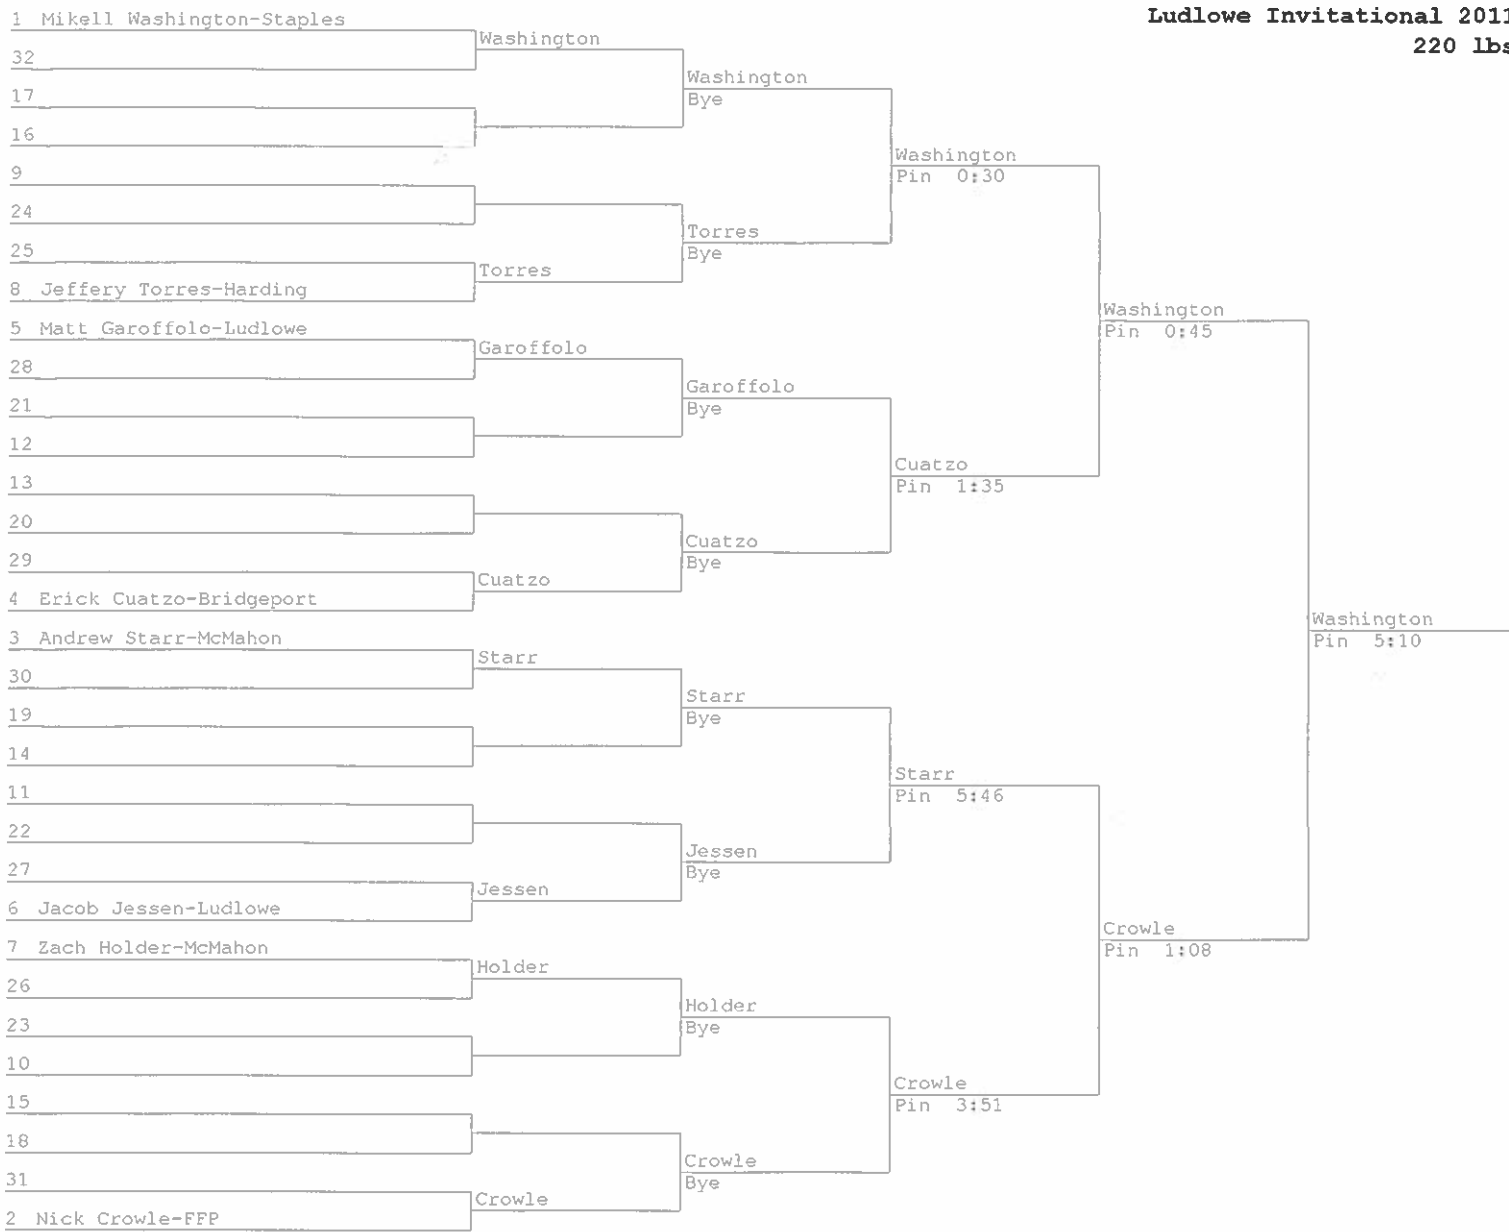 Ludlowe Invitational 2011
220 lbs
1 Mikell Washington-Staples
32
17
16
9
24
25
8 Jeffery Torres-Harding
5 Matt Garoffolo-Ludlowe
28
21
12
13
20
29
4 Erick Cuatzo-Bridgeport
3 Andrew Starr-McMahon
30
19
14
11
22
27
6 Jacob Jessen-Ludlowe
7 Zach Holder-McMahon
26
23
10
15
18
31
2 Nick Crowle-FFP
Washington
Torres
Garoffolo
Cuatzo
Starr
Jessen
Holder
Crowle
Washington
Bye
Torres
Bye
Garoffolo
Bye
Cuatzo
Bye
Starr
Bye
Jessen
Bye
Holder
Bye
Crowle
Bye
Washington
Pin 0:30
Cuatzo
Pin 1:35
Starr
Pin 5:46
Crowle
Pin 3:51
Washington
Pin 0:45
Crowle
Pin 1:08
Washington
Pin 5:10